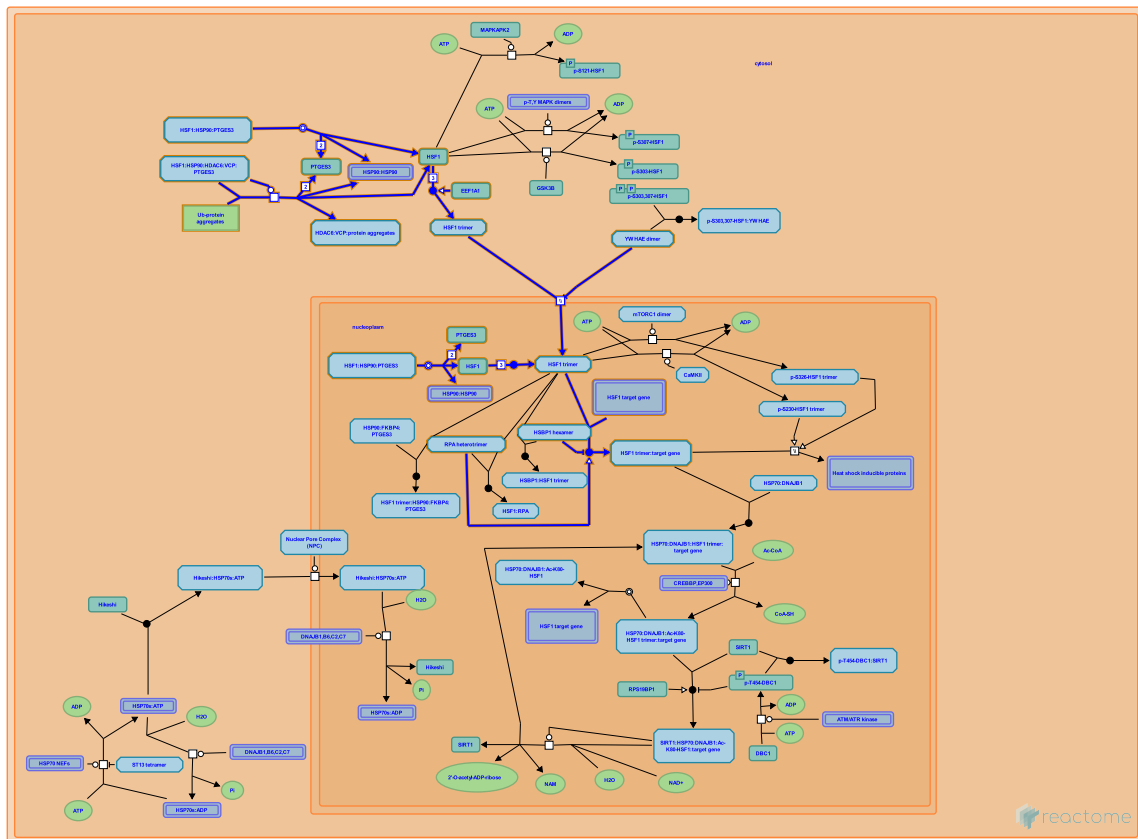 MAPKAPK2
ATP
ADP
P
p-S121-HSF1
cytosol
p-T,Y MAPK dimers
ATP
ADP
HSF1:HSP90:PTGES3
P
p-S307-HSF1
2
HSF1
HSF1:HSP90:HDAC6:VCP:
PTGES3
PTGES3
HSP90:HSP90
P
p-S303-HSF1
3
2
EEF1A1
GSK3B
P P
p-S303,307-HSF1
Ub-protein
aggregates
HDAC6:VCP:protein aggregates
HSF1 trimer
p-S303,307-HSF1:YWHAE
YWHAE dimer
nucleoplasm
ATP
mTORC1 dimer
ADP
PTGES3
2
HSF1:HSP90:PTGES3
HSF1
3
HSF1 trimer
CaMKII
p-S326-HSF1 trimer
HSP90:HSP90
HSF1 target gene
p-S230-HSF1 trimer
HSP90:FKBP4:
PTGES3
RPA heterotrimer
HSBP1 hexamer
HSF1 trimer:target gene
Heat shock inducible proteins
HSBP1:HSF1 trimer
HSP70:DNAJB1
HSF1 trimer:HSP90:FKBP4:
PTGES3
HSF1:RPA
Nuclear Pore Complex
(NPC)
HSP70:DNAJB1:HSF1 trimer:
target gene
Ac-CoA
Hikeshi:HSP70s:ATP
Hikeshi:HSP70s:ATP
HSP70:DNAJB1:Ac-K80-
HSF1
CREBBP,EP300
H2O
Hikeshi
CoA-SH
HSF1 target gene
DNAJB1,B6,C2,C7
HSP70:DNAJB1:Ac-K80-
HSF1 trimer:target gene
SIRT1
p-T454-DBC1:SIRT1
Hikeshi
P
p-T454-DBC1
RPS19BP1
Pi
ADP
HSP70s:ATP
ADP
HSP70s:ADP
H2O
ATM/ATR kinase
ATP
SIRT1
SIRT1:HSP70:DNAJB1:Ac-
K80-HSF1:target gene
DBC1
DNAJB1,B6,C2,C7
HSP70 NEFs
ST13 tetramer
2'-O-acetyl-ADP-ribose
NAM
H2O
NAD+
Pi
ATP
HSP70s:ADP
reactome